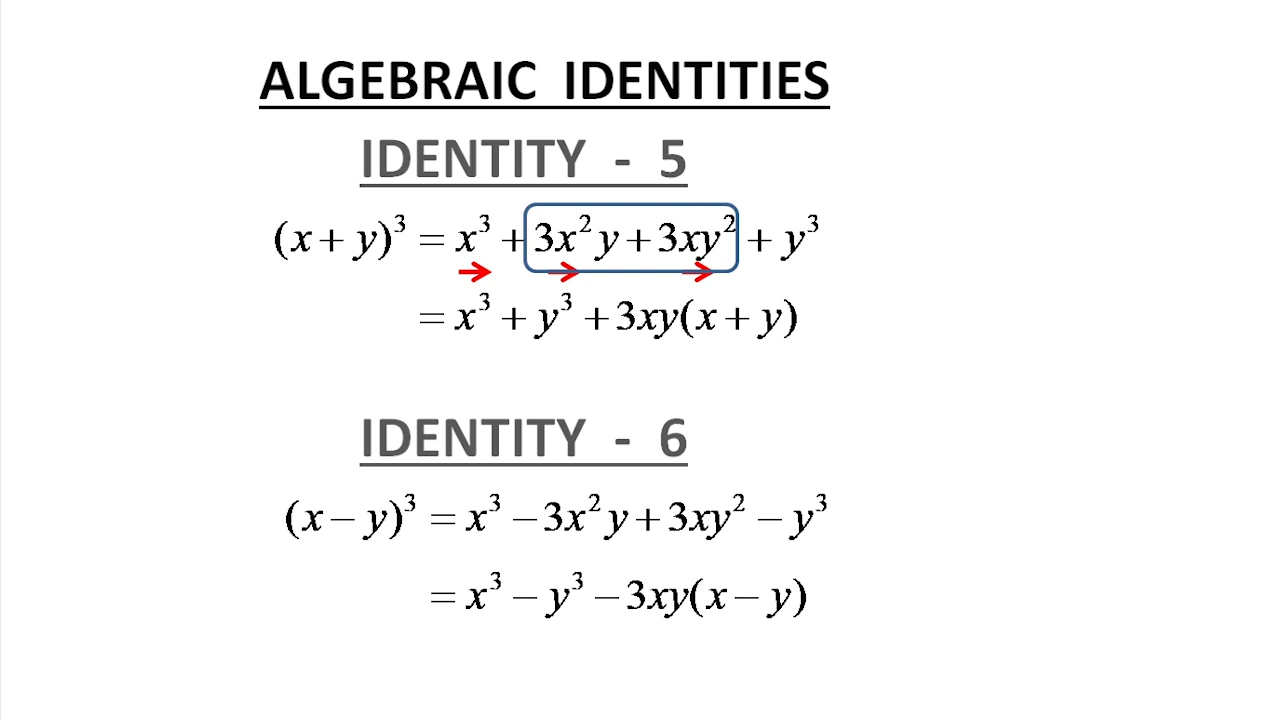 ALGEBRAIC IDENTITIES
IDENTITY - 5
(x + y)³ = x³ + 3x²y + 3xy² + y³
= x³ + y³ + 3xy(x + y)
IDENTITY - 6
(x − y)³ = x³ − 3x²y + 3xy² − y³
= x³ − y³ − 3xy(x − y)